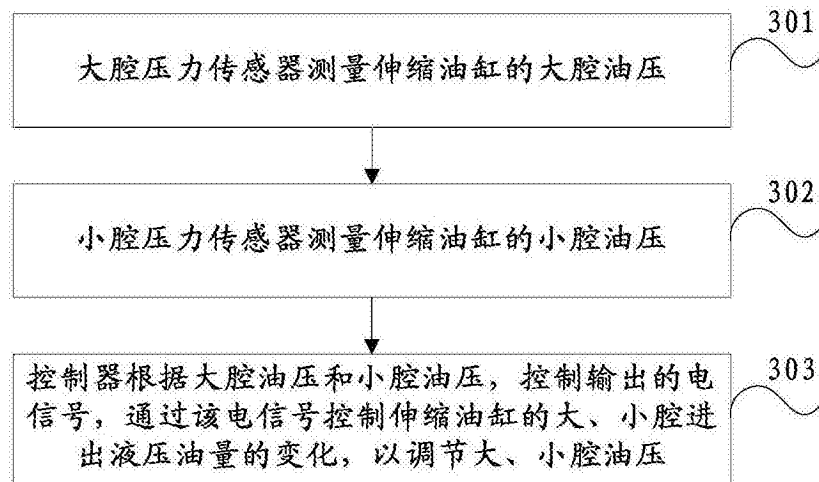 301
大腔压力传感器测量伸缩油缸的大腔油压
302
小腔压力传感器测量伸缩油缸的小腔油压
303
控制器根据大腔油压和小腔油压，控制输出的电
信号，通过该电信号控制伸缩油缸的大、小腔进
出液压油量的变化，以调节大、小腔油压